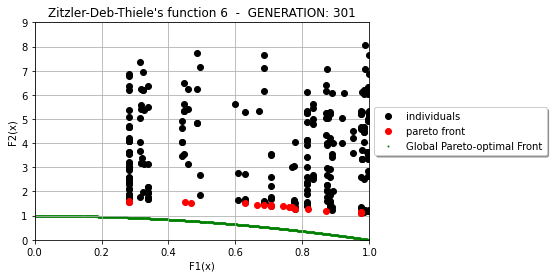 Zitzler-Deb-Thiele's function 6  -  GENERATION: 301
9
8
7
6
5
4
3
2
1
0
F2(x)
0.0 0.2 0.4 0.6 0.8 1.0
F1(x)
individuals
pareto front
Global Pareto-optimal Front